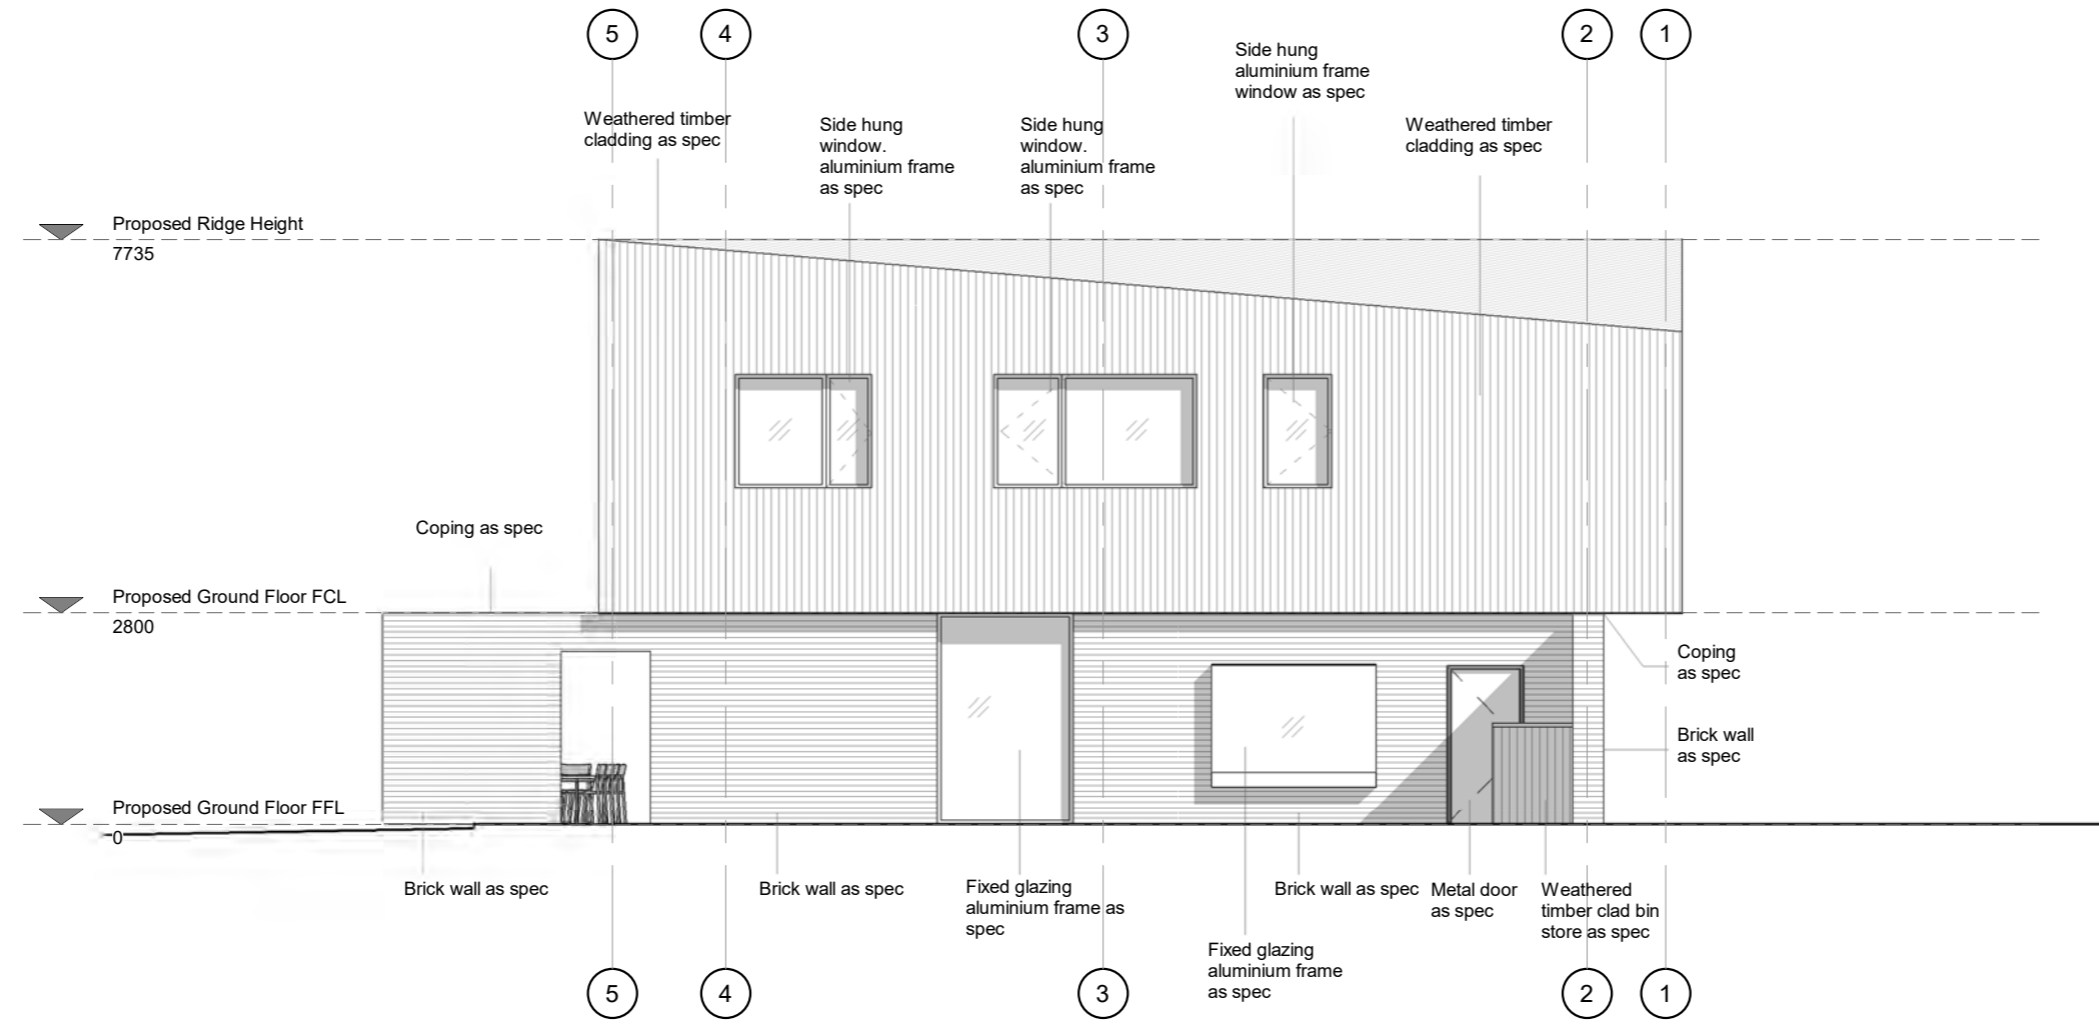 5
4
3
2
1
Side hung
aluminium frame
window as spec
Weathered timber
cladding as spec
Side hung
window.
aluminium frame
as spec
Side hung
window.
aluminium frame
as spec
Weathered timber
cladding as spec
Proposed Ridge Height
7735
Coping as spec
Proposed Ground Floor FCL
2800
Coping
as spec
Brick wall
as spec
Proposed Ground Floor FFL
0
Brick wall as spec
Brick wall as spec
Fixed glazing
aluminium frame as
spec
Brick wall as spec
Metal door
as spec
Weathered
timber clad bin
store as spec
Fixed glazing
aluminium frame
as spec
5
4
3
2
1